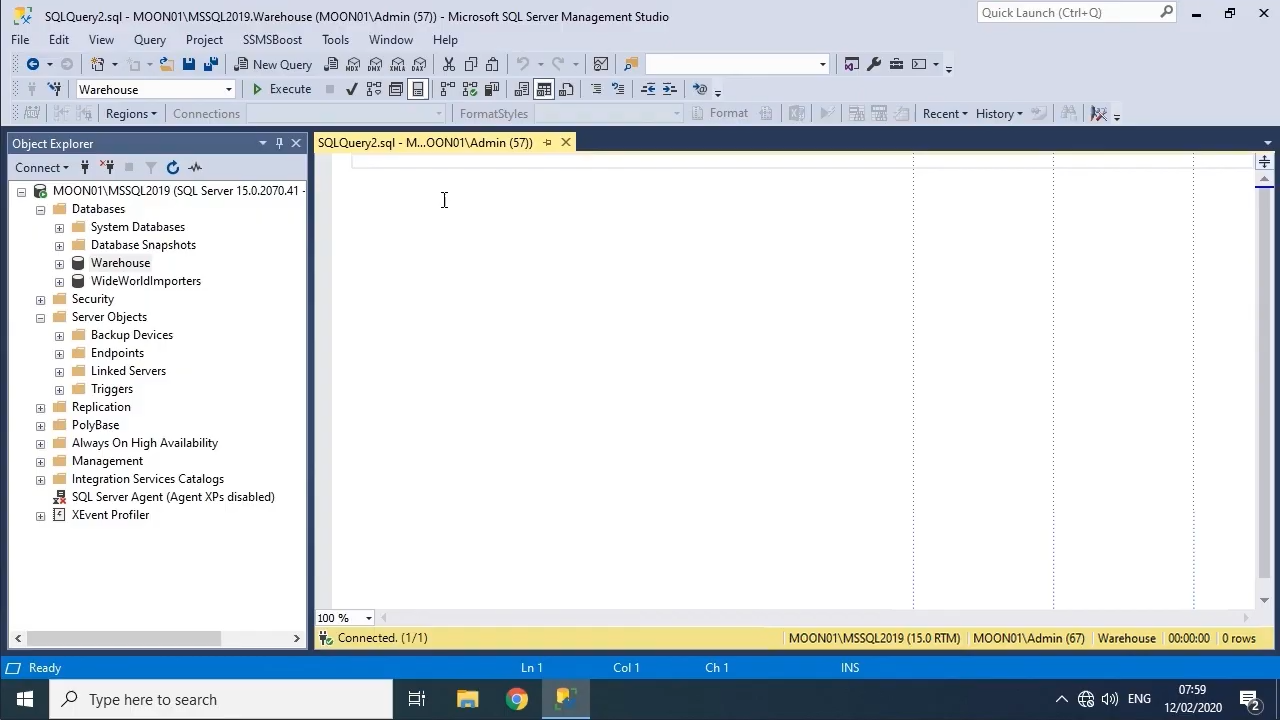 SQLQuery2.sql - MOON01\MSSQL2019.Warehouse (MOON01\Admin (57)) - Microsoft SQL Server Management Studio
Quick Launch (Ctrl+Q)
File Edit View Query Project SSMSBoost Tools Window Help
New Query MDX DMX XMLA DAX
Warehouse Execute
Regions Connections FormatStyles Format Recent History
Object Explorer
SQLQuery2.sql - M...OON01\Admin (57))
Connect
MOON01\MSSQL2019 (SQL Server 15.0.2070.41 -
Databases
System Databases
Database Snapshots
Warehouse
WideWorldImporters
Security
Server Objects
Backup Devices
Endpoints
Linked Servers
Triggers
Replication
PolyBase
Always On High Availability
Management
Integration Services Catalogs
SQL Server Agent (Agent XPs disabled)
XEvent Profiler
100 %
Connected. (1/1)
MOON01\MSSQL2019 (15.0 RTM) MOON01\Admin (67) Warehouse 00:00:00 0 rows
Ready Ln 1 Col 1 Ch 1 INS
Type here to search
ENG
07:59
12/02/2020
2